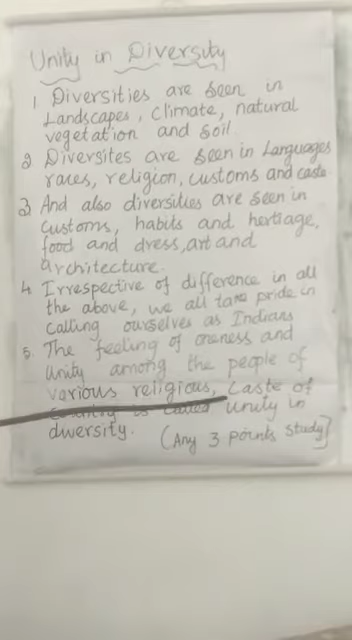 Unity in Diversity
1 Diversities are seen in
Landscapes, climate, natural
vegetation and soil.
2 Diversites are seen in Languages
races, religion, customs and caste
3 And also diversities are seen in
customs, habits and hertiage,
food and dress, art and
architecture.
4. Irrespective of difference in all
the above, we all take pride in
calling ourselves as Indians
5. The feeling of oneness and
Unity among the people of
various religious, Caste of
is called unity in
diversity. (Any 3 points study)